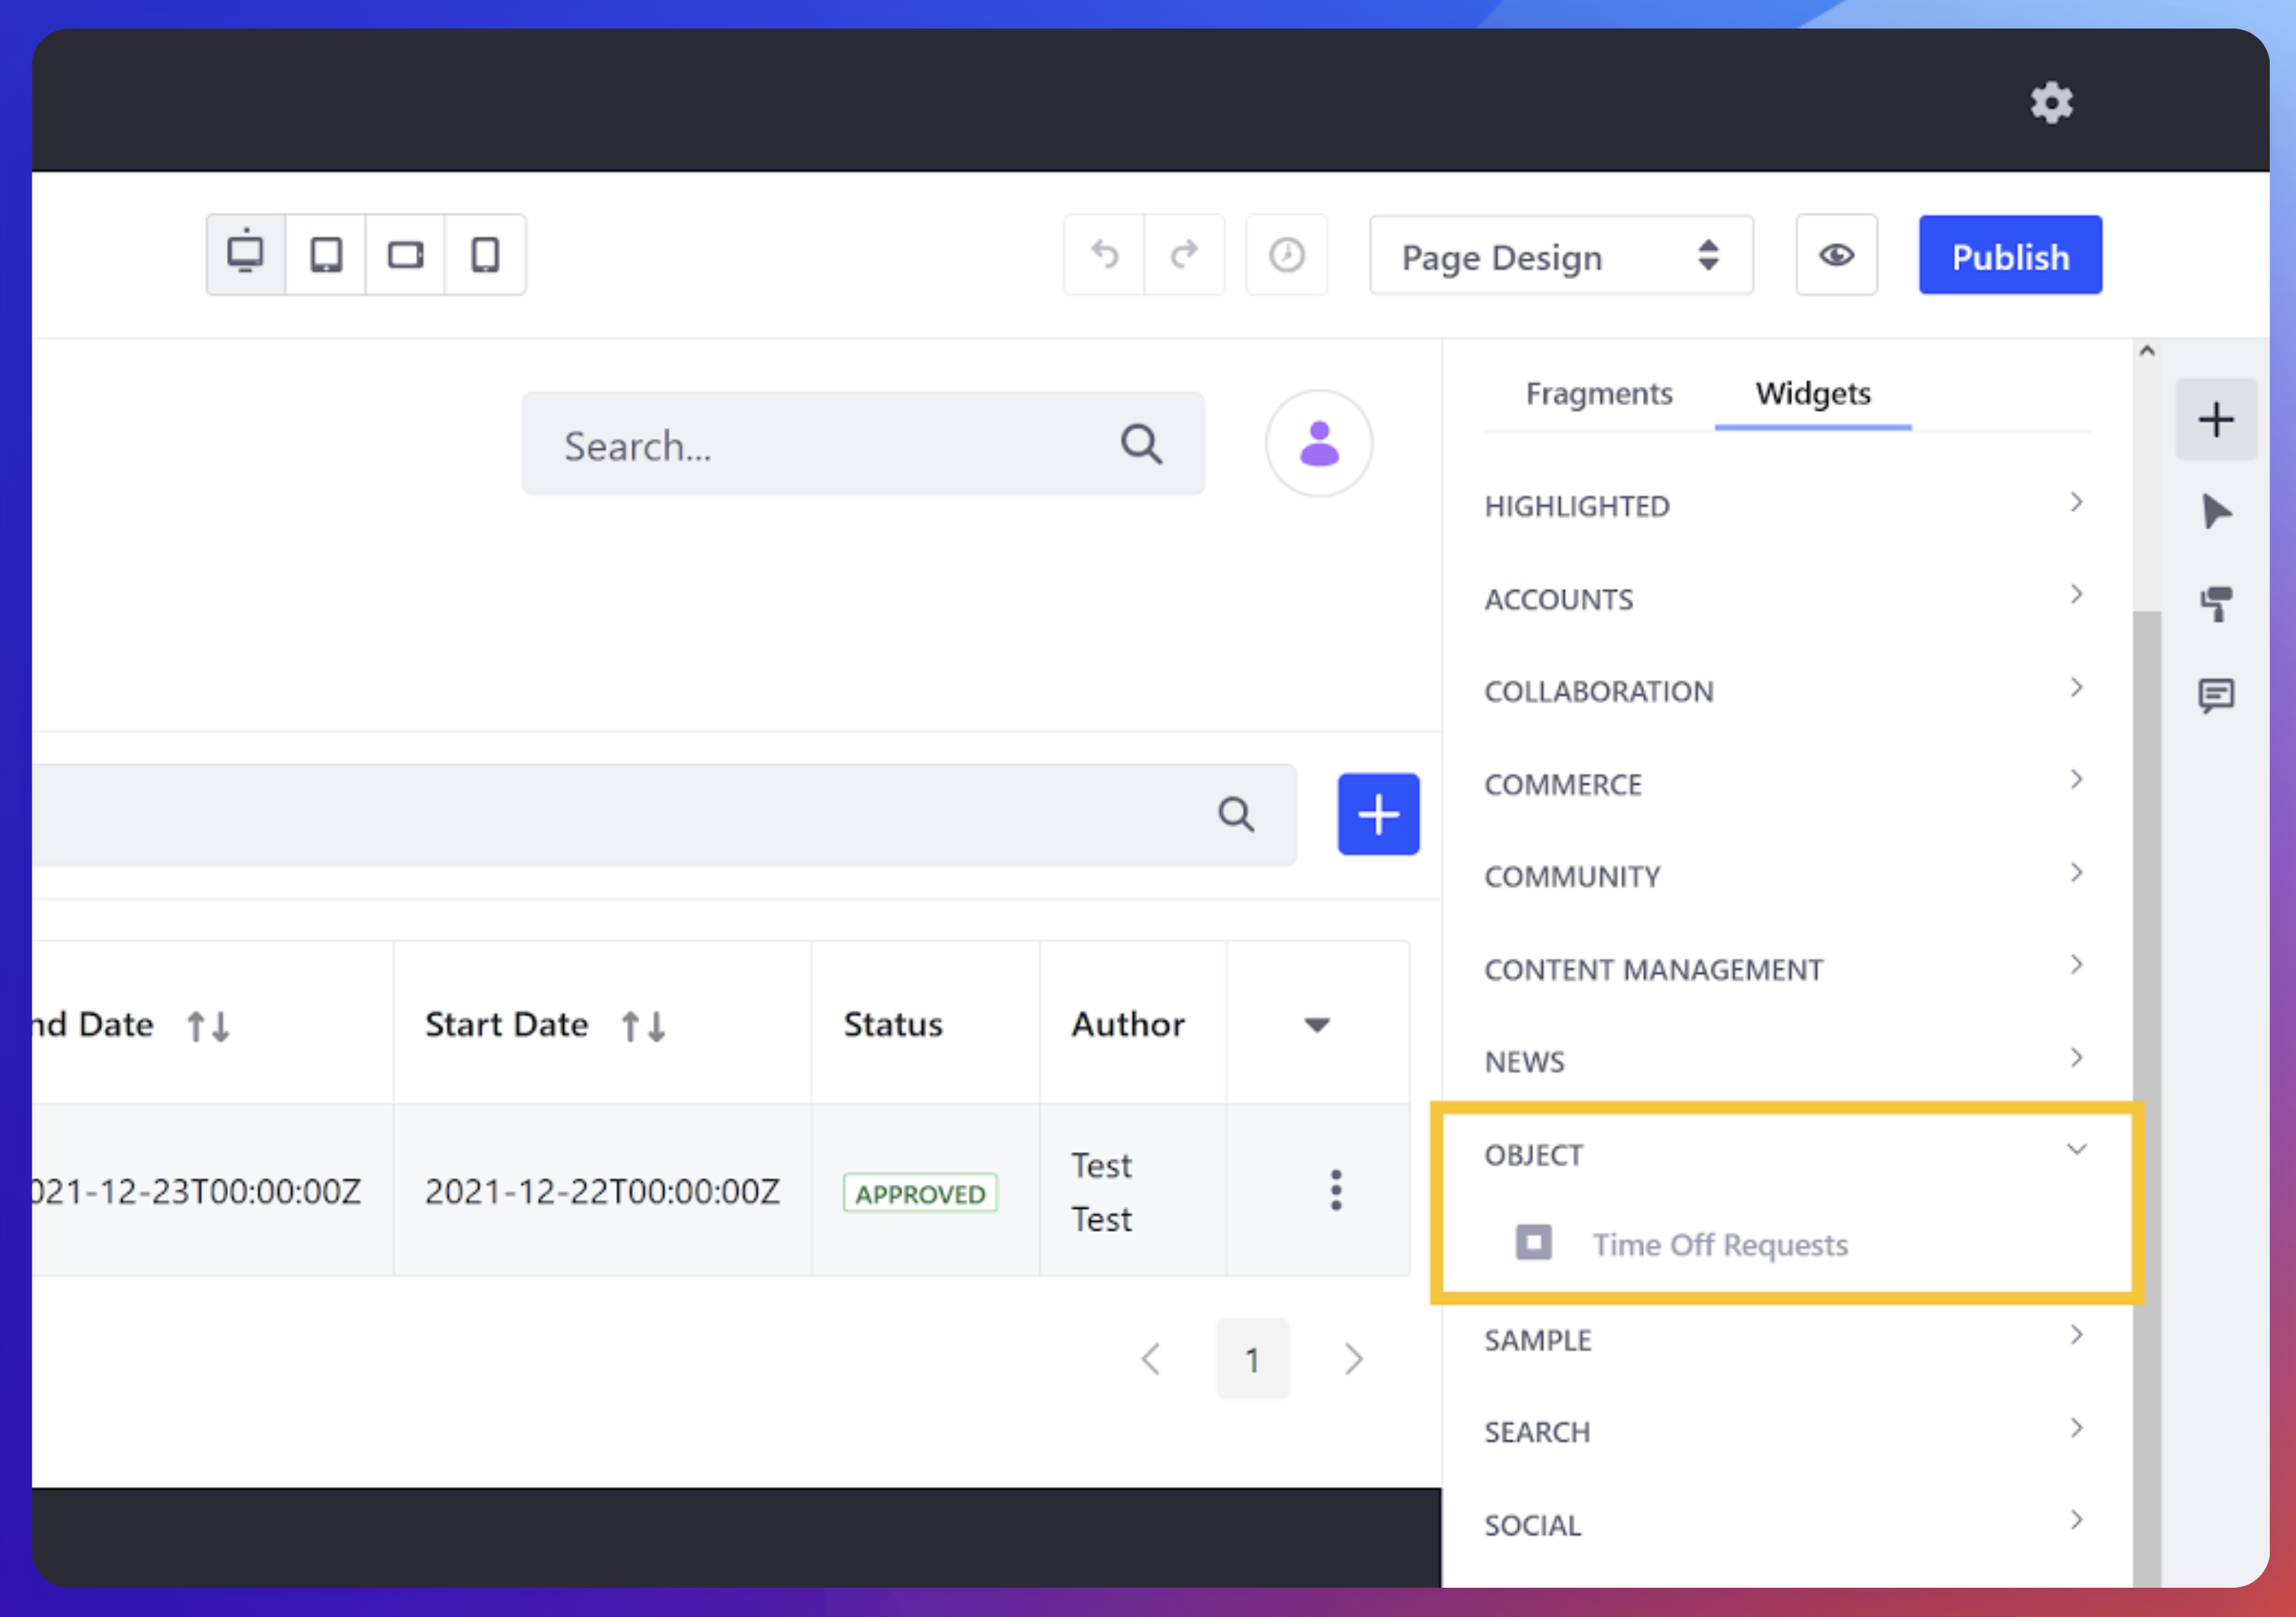 Page Design
Publish
Search...
Fragments Widgets
HIGHLIGHTED
ACCOUNTS
COLLABORATION
COMMERCE
COMMUNITY
CONTENT MANAGEMENT
NEWS
OBJECT
Time Off Requests
SAMPLE
SEARCH
SOCIAL
nd Date Start Date Status Author
021-12-23T00:00:00Z 2021-12-22T00:00:00Z APPROVED Test
Test
1